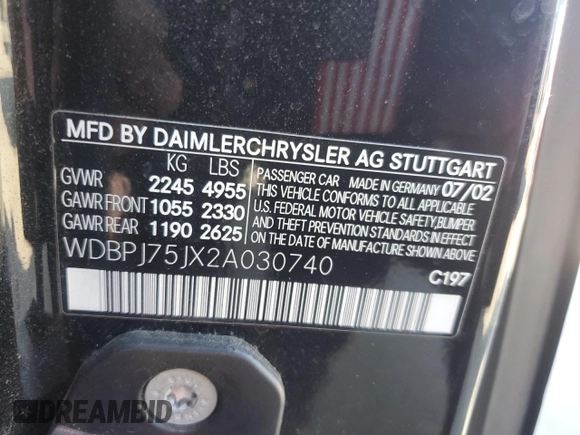 MFD BY DAIMLERCHRYSLER AG STUTTGART
KG LBS
GVWR 2245 4955
GAWR FRONT 1055 2330
GAWR REAR 1190 2625
PASSENGER CAR MADE IN GERMANY 07/02
THIS VEHICLE CONFORMS TO ALL APPLICABLE
U.S. FEDERAL MOTOR VEHICLE SAFETY, BUMPER
AND THEFT PREVENTION STANDARDS IN EFFECT
ON THE DATE OF MANUFACTURE SHOWN ABOVE.
WDBPJ75JX2A030740
C197
DREAMBID